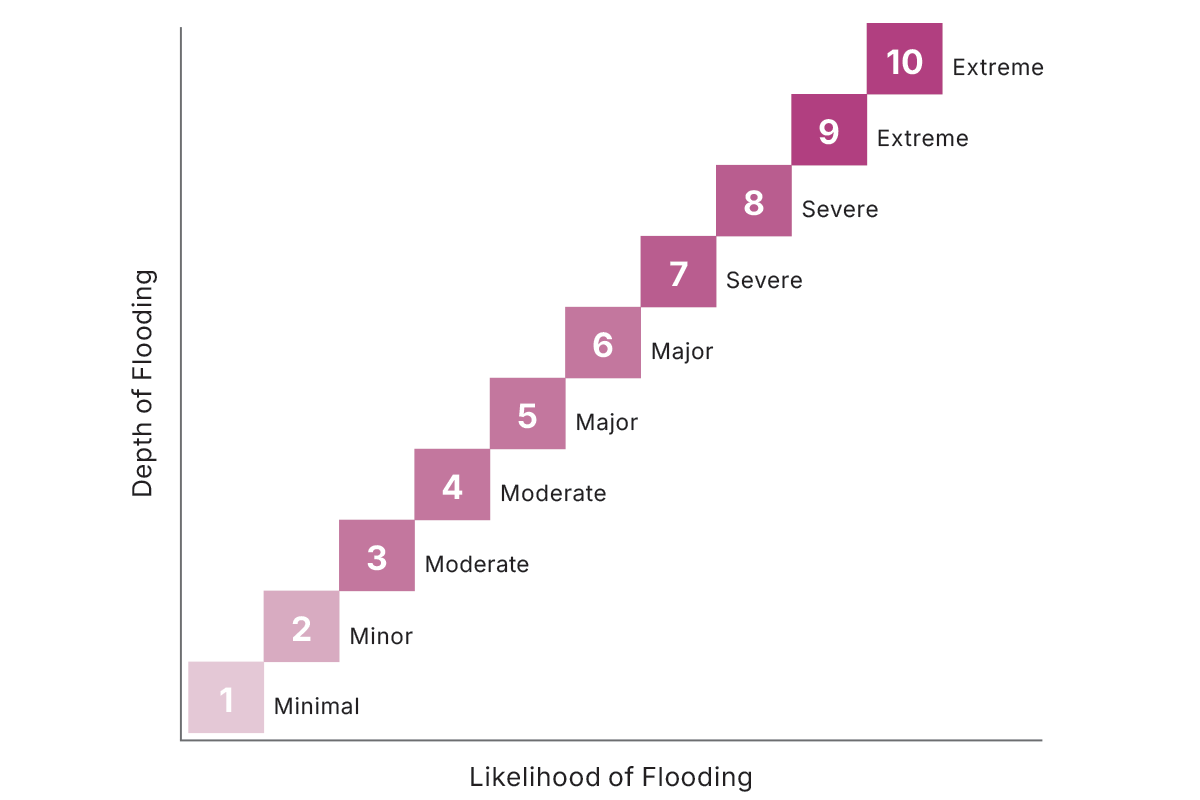 10 Extreme
9 Extreme
8 Severe
7 Severe
6 Major
5 Major
4 Moderate
3 Moderate
2 Minor
1 Minimal
Depth of Flooding
Likelihood of Flooding